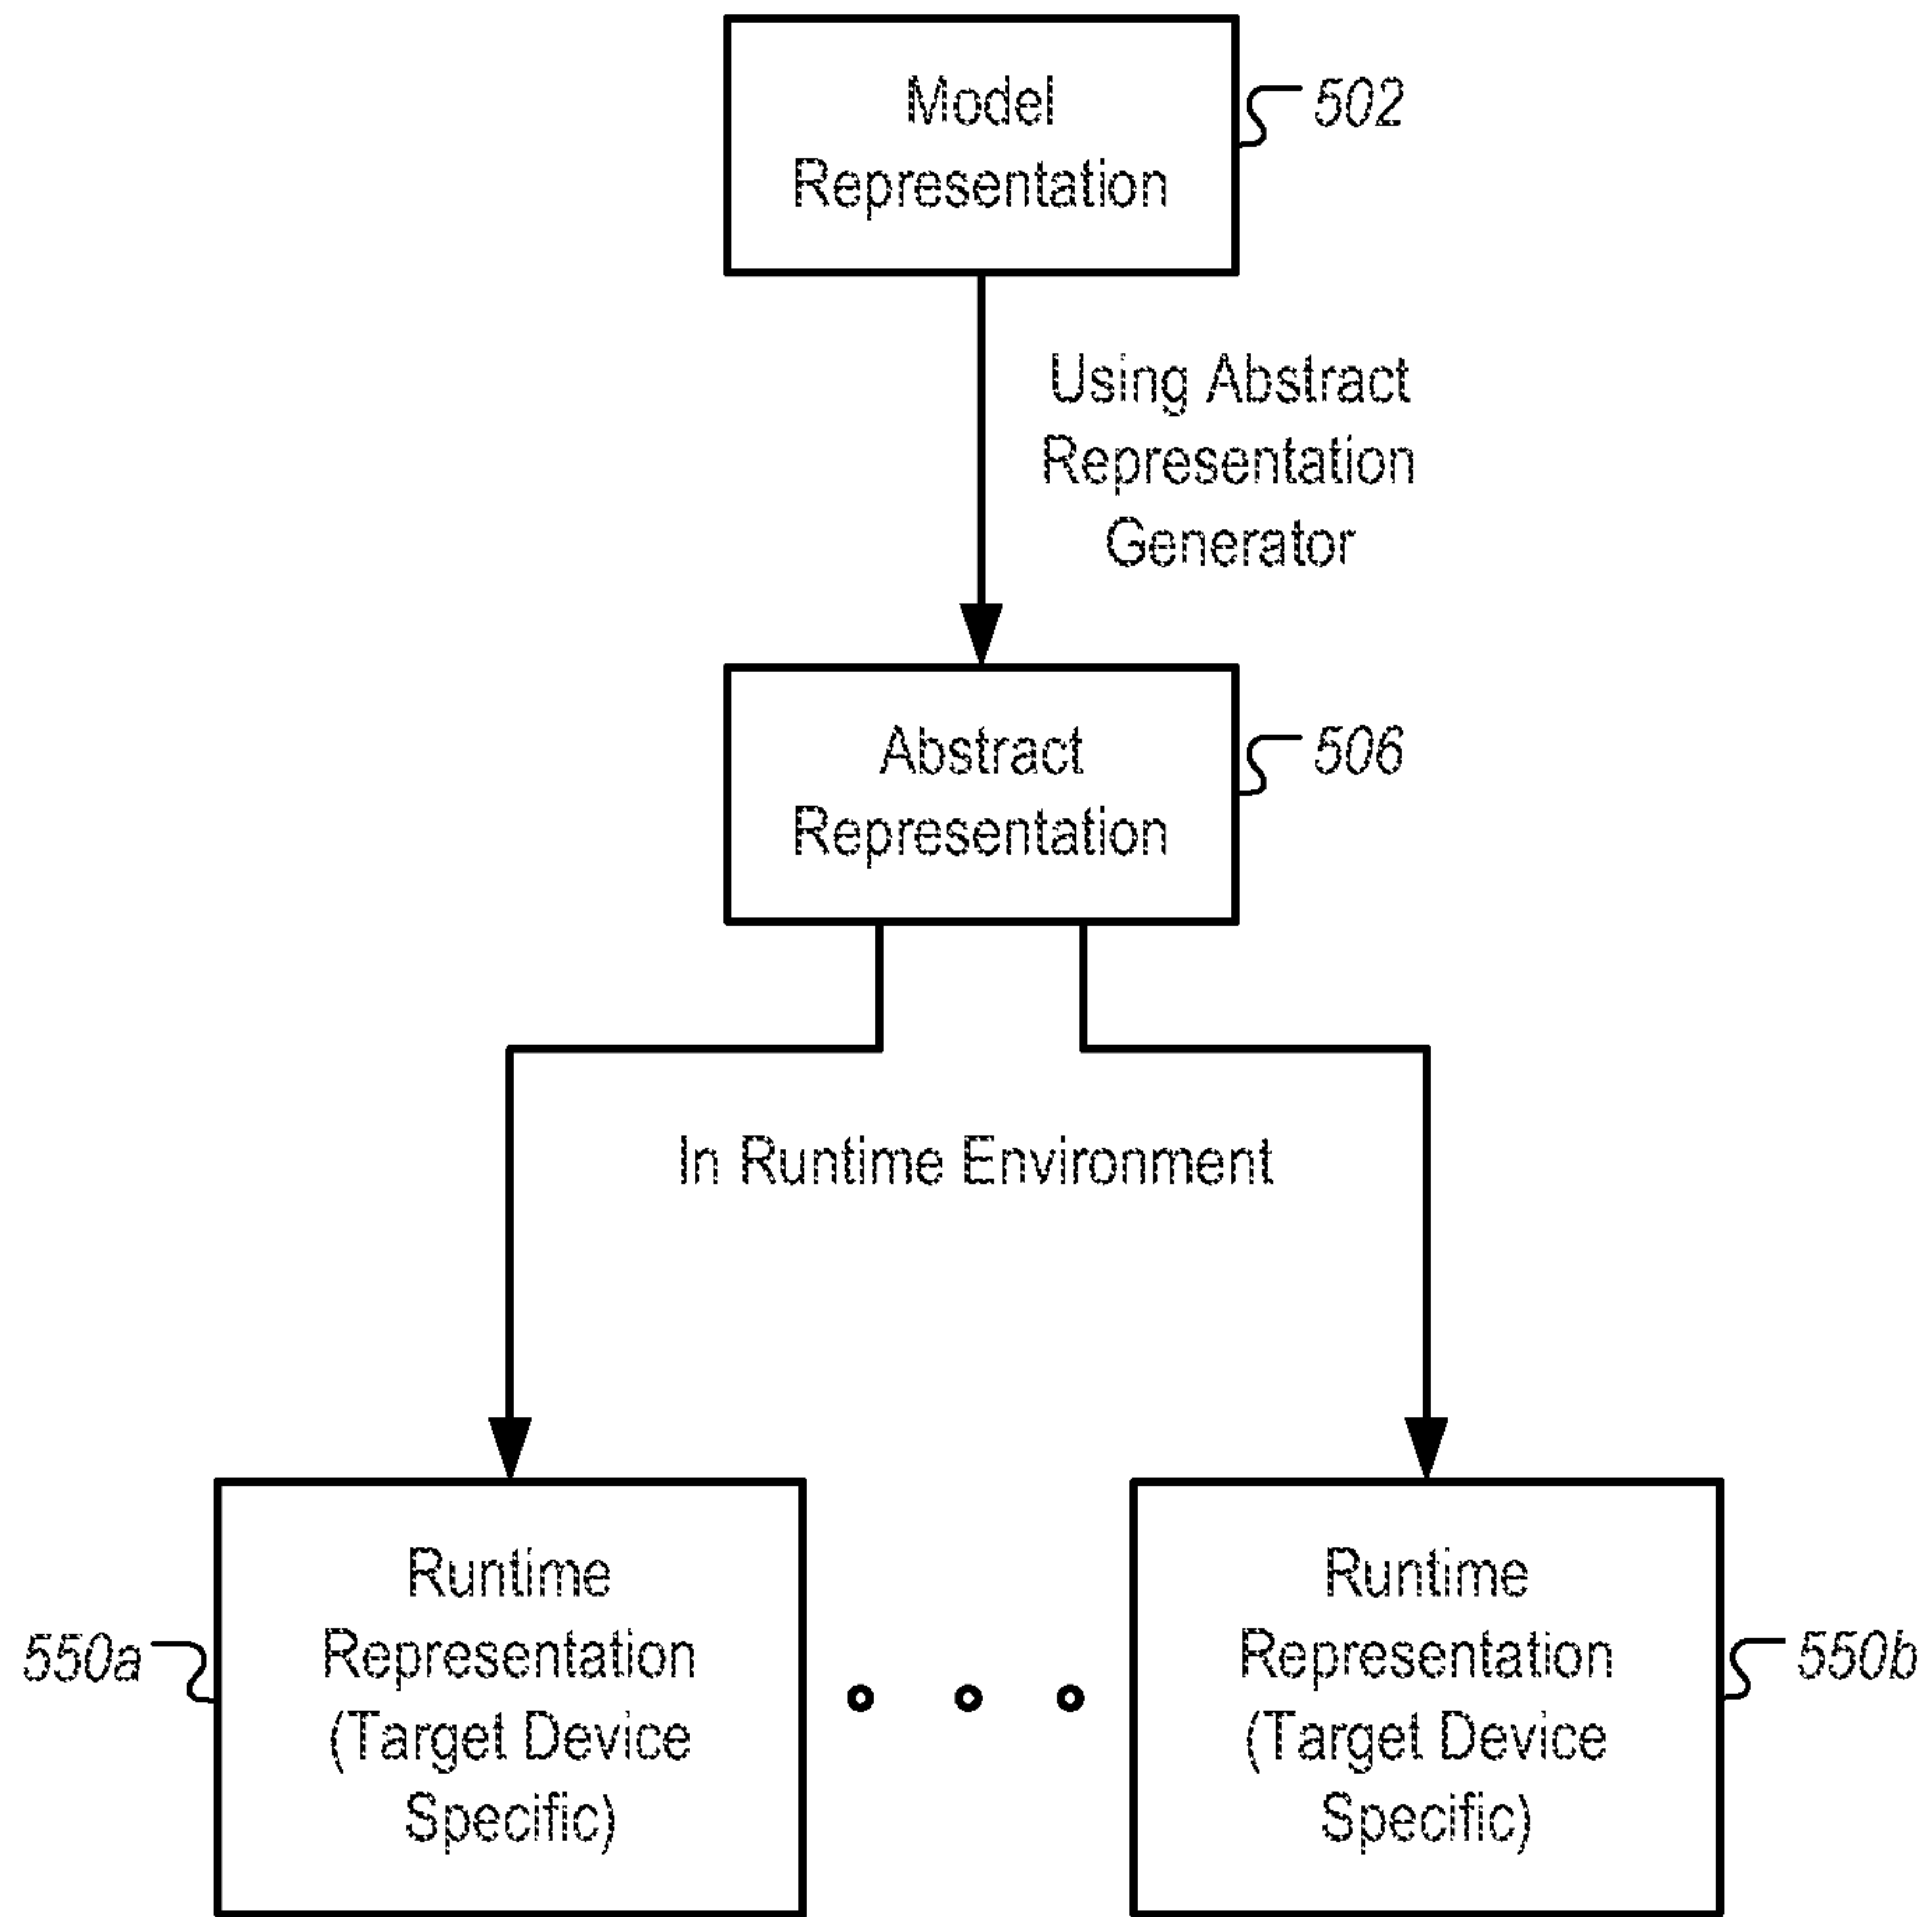 Model
Representation
502
Using Abstract
Representation
Generator
Abstract
Representation
506
In Runtime Environment
Runtime
Representation
(Target Device
Specific)
550a
Runtime
Representation
(Target Device
Specific)
550b